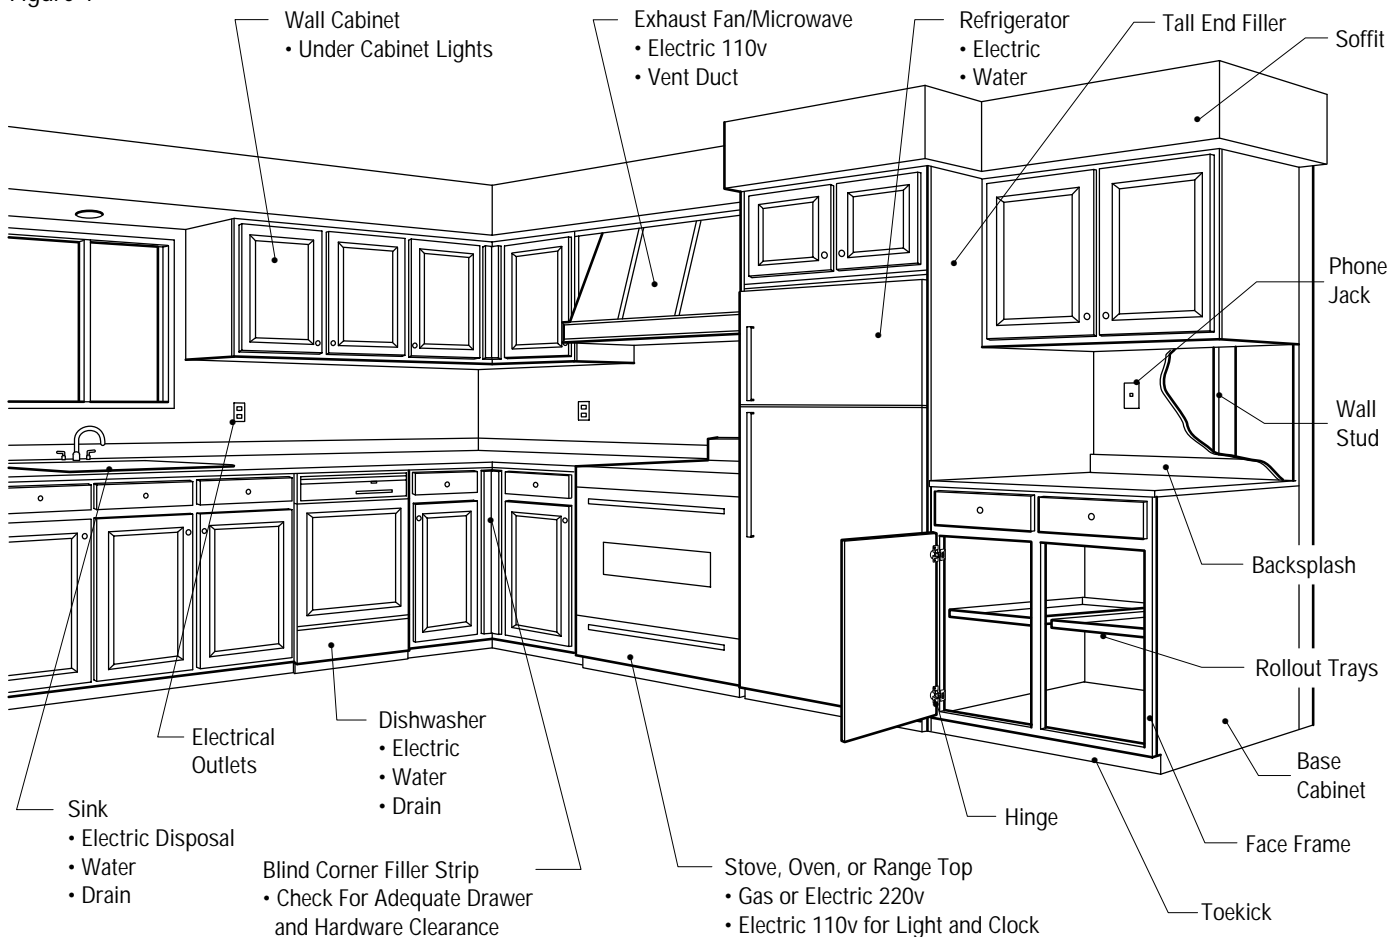 Wall Cabinet
• Under Cabinet Lights
Exhaust Fan/Microwave
• Electric 110v
• Vent Duct
Refrigerator
• Electric
• Water
Tall End Filler
Soffit
Phone
Jack
Wall
Stud
Backsplash
Rollout Trays
Base
Cabinet
Face Frame
Toekick
Hinge
Stove, Oven, or Range Top
• Gas or Electric 220v
• Electric 110v for Light and Clock
Dishwasher
• Electric
• Water
• Drain
Blind Corner Filler Strip
• Check For Adequate Drawer
and Hardware Clearance
Electrical
Outlets
Sink
• Electric Disposal
• Water
• Drain